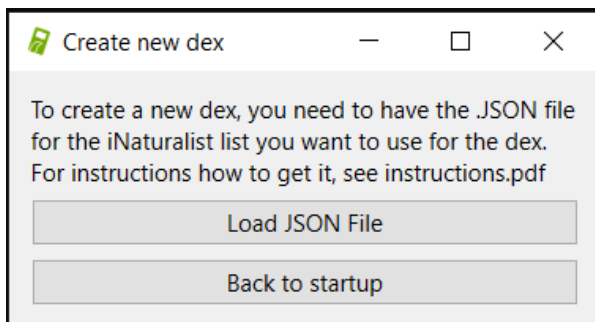 Create new dex
To create a new dex, you need to have the .JSON file
for the iNaturalist list you want to use for the dex.
For instructions how to get it, see instructions.pdf
Load JSON File
Back to startup